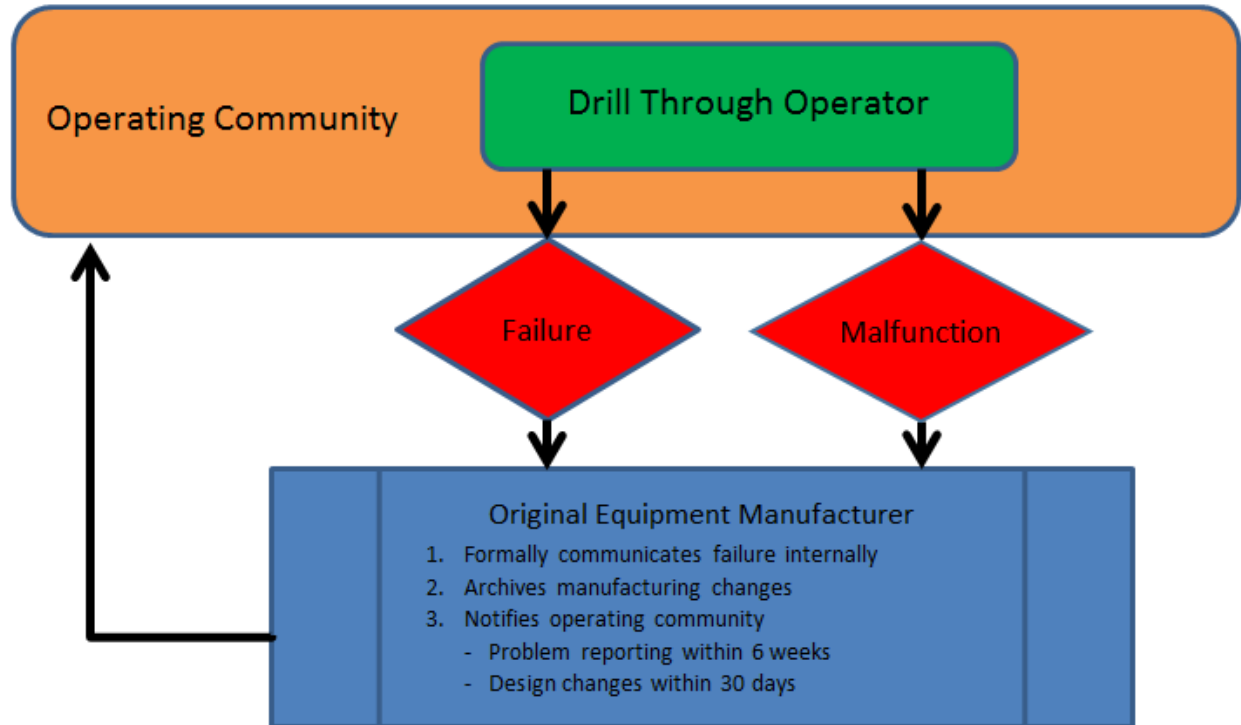 Drill Through Operator
Operating Community
Failure
Malfunction
Original Equipment Manufacturer
1. Formally communicates failure internally
2. Archives manufacturing changes
3. Notifies operating community
- Problem reporting within 6 weeks
- Design changes within 30 days